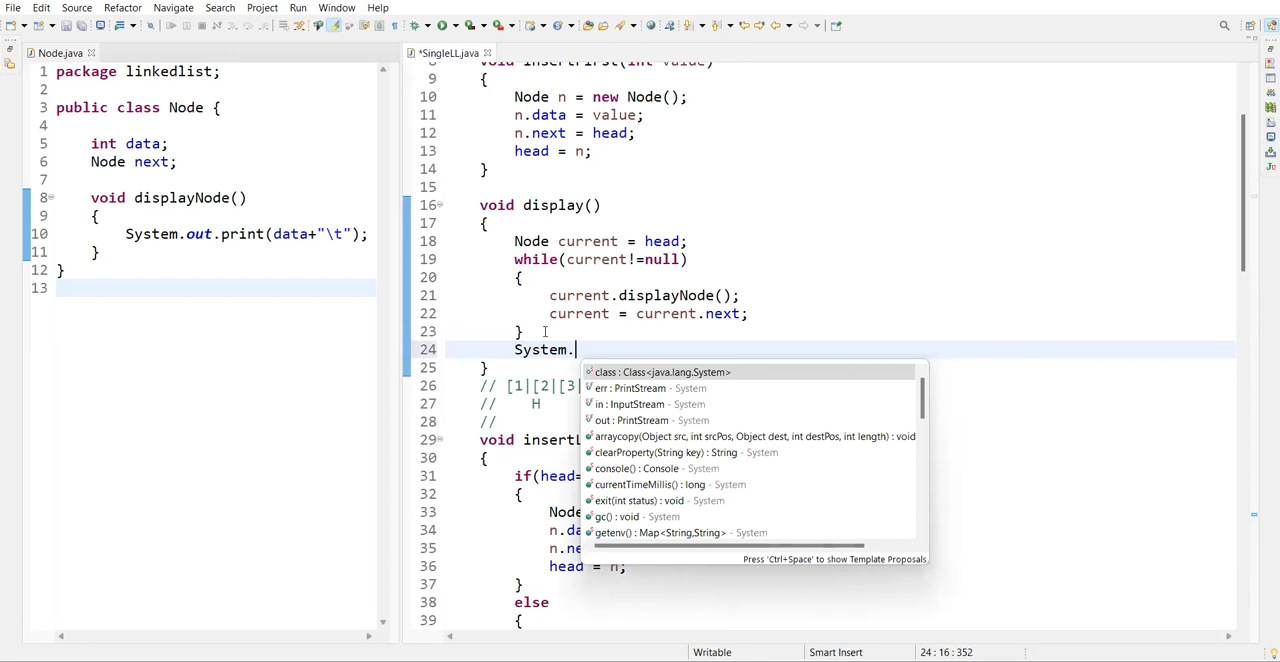 File Edit Source Refactor Navigate Search Project Run Window Help
Node.java
1 package linkedlist;
2
3 public class Node {
4
5 int data;
6 Node next;
7
8 void displayNode()
9 {
10 System.out.print(data+"\t");
11 }
12 }
13
*SingleLL.java
void insertFirst(int value)
9 {
10 Node n = new Node();
11 n.data = value;
12 n.next = head;
13 head = n;
14 }
15
16 void display()
17 {
18 Node current = head;
19 while(current!=null)
20 {
21 current.displayNode();
22 current = current.next;
23 }
24 System.
25 }
26 // [1|[2|[3|
27 // H
28 //
29 void insertL
30 {
31 if(head=
32 {
33 Node
34 n.da
35 n.ne
36 head = n;
37 }
38 else
39 {
class : Class<java.lang.System>
err : PrintStream - System
in : InputStream - System
out : PrintStream - System
arraycopy(Object src, int srcPos, Object dest, int destPos, int length) : void
clearProperty(String key) : String - System
console() : Console - System
currentTimeMillis() : long - System
exit(int status) : void - System
gc() : void - System
getenv() : Map<String,String> - System
Press 'Ctrl+Space' to show Template Proposals
Writable Smart Insert 24 : 16 : 352